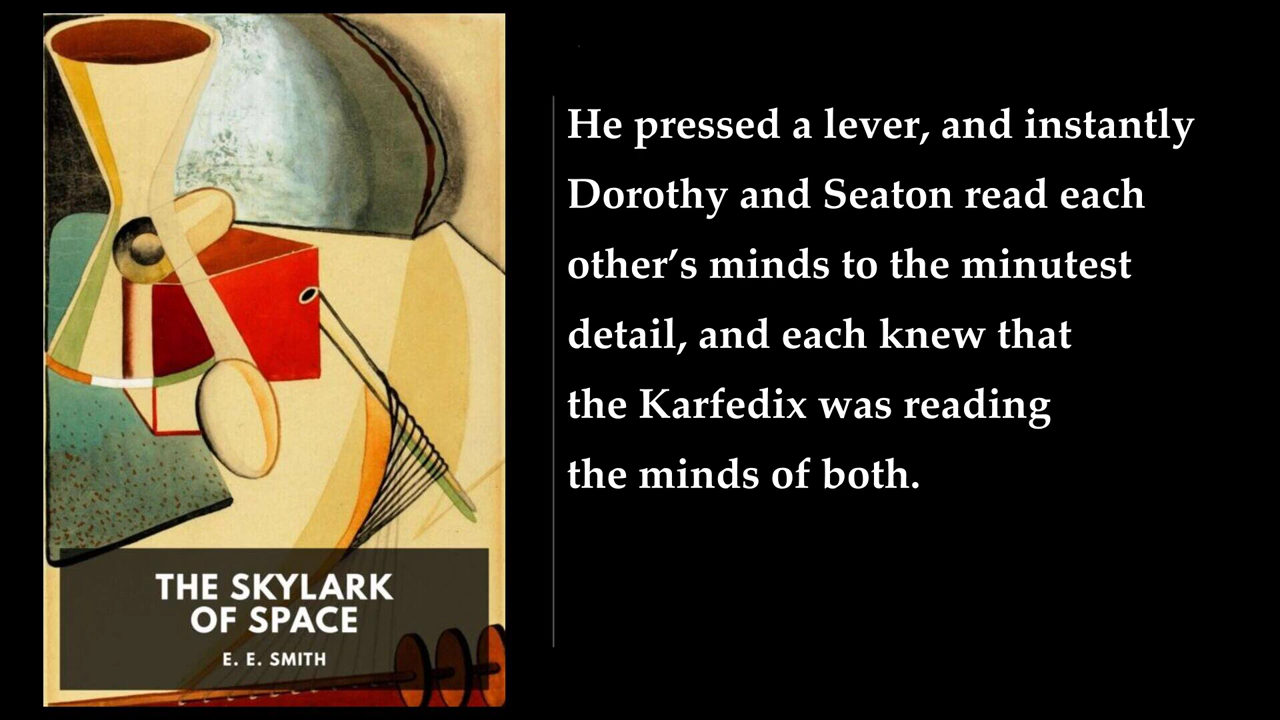 THE SKYLARK
OF SPACE
E. E. SMITH
He pressed a lever, and instantly
Dorothy and Seaton read each
other’s minds to the minutest
detail, and each knew that
the Karfedix was reading
the minds of both.